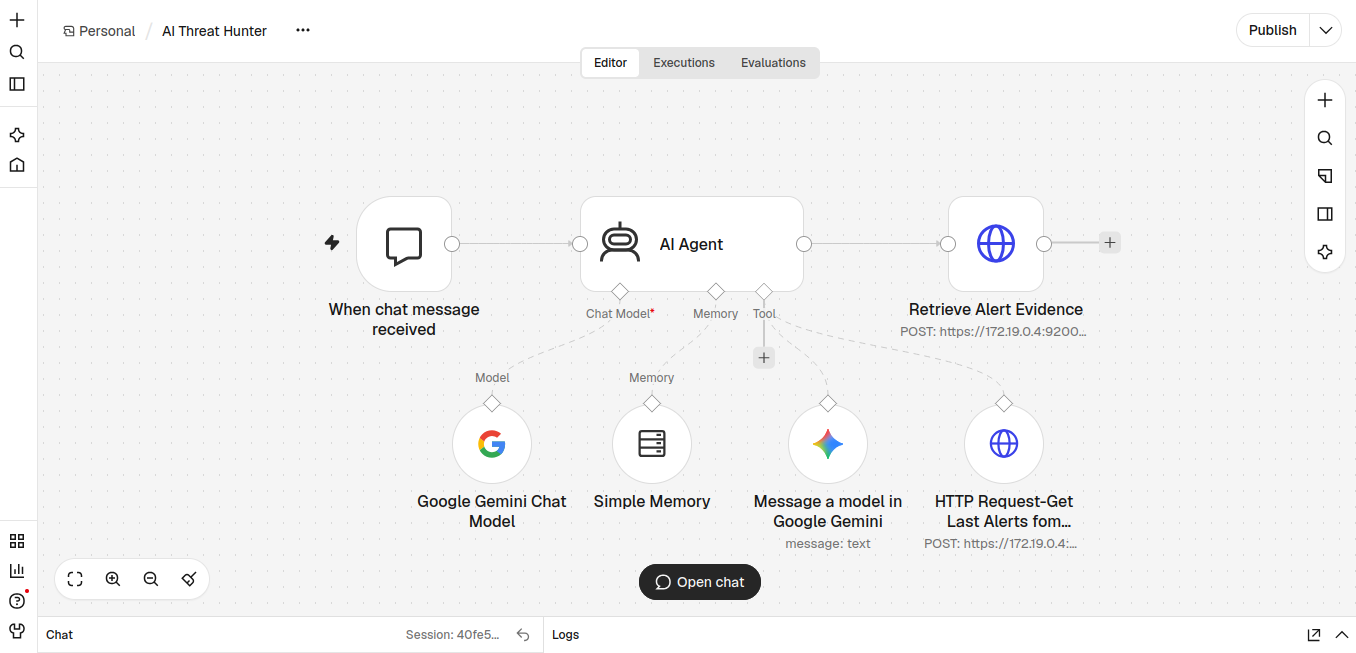 Personal / AI Threat Hunter ...
Publish
Editor Executions Evaluations
AI Agent
When chat message
received
Chat Model*
Memory
Tool
Retrieve Alert Evidence
POST: https://172.19.0.4:9200...
Model
Memory
Google Gemini Chat
Model
Simple Memory
Message a model in
Google Gemini
message: text
HTTP Request-Get
Last Alerts fom...
POST: https://172.19.0.4:...
Open chat
Chat
Session: 40fe5...
Logs